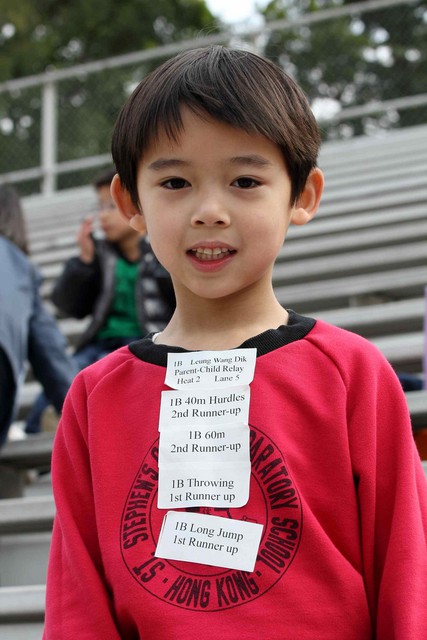 1B Leung Wang Dik
Parent-Child Relay
Heat 2 Lane 5
1B 40m Hurdles
2nd Runner-up
1B 60m
2nd Runner-up
1B Throwing
1st Runner up
1B Long Jump
1st Runner up
ST STEPHEN'S PARATORY SCHOOL
· HONG KONG ·